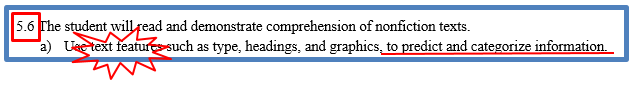 5.6 The student will read and demonstrate comprehension of nonfiction texts.
a) Use text features such as type, headings, and graphics, to predict and categorize information.